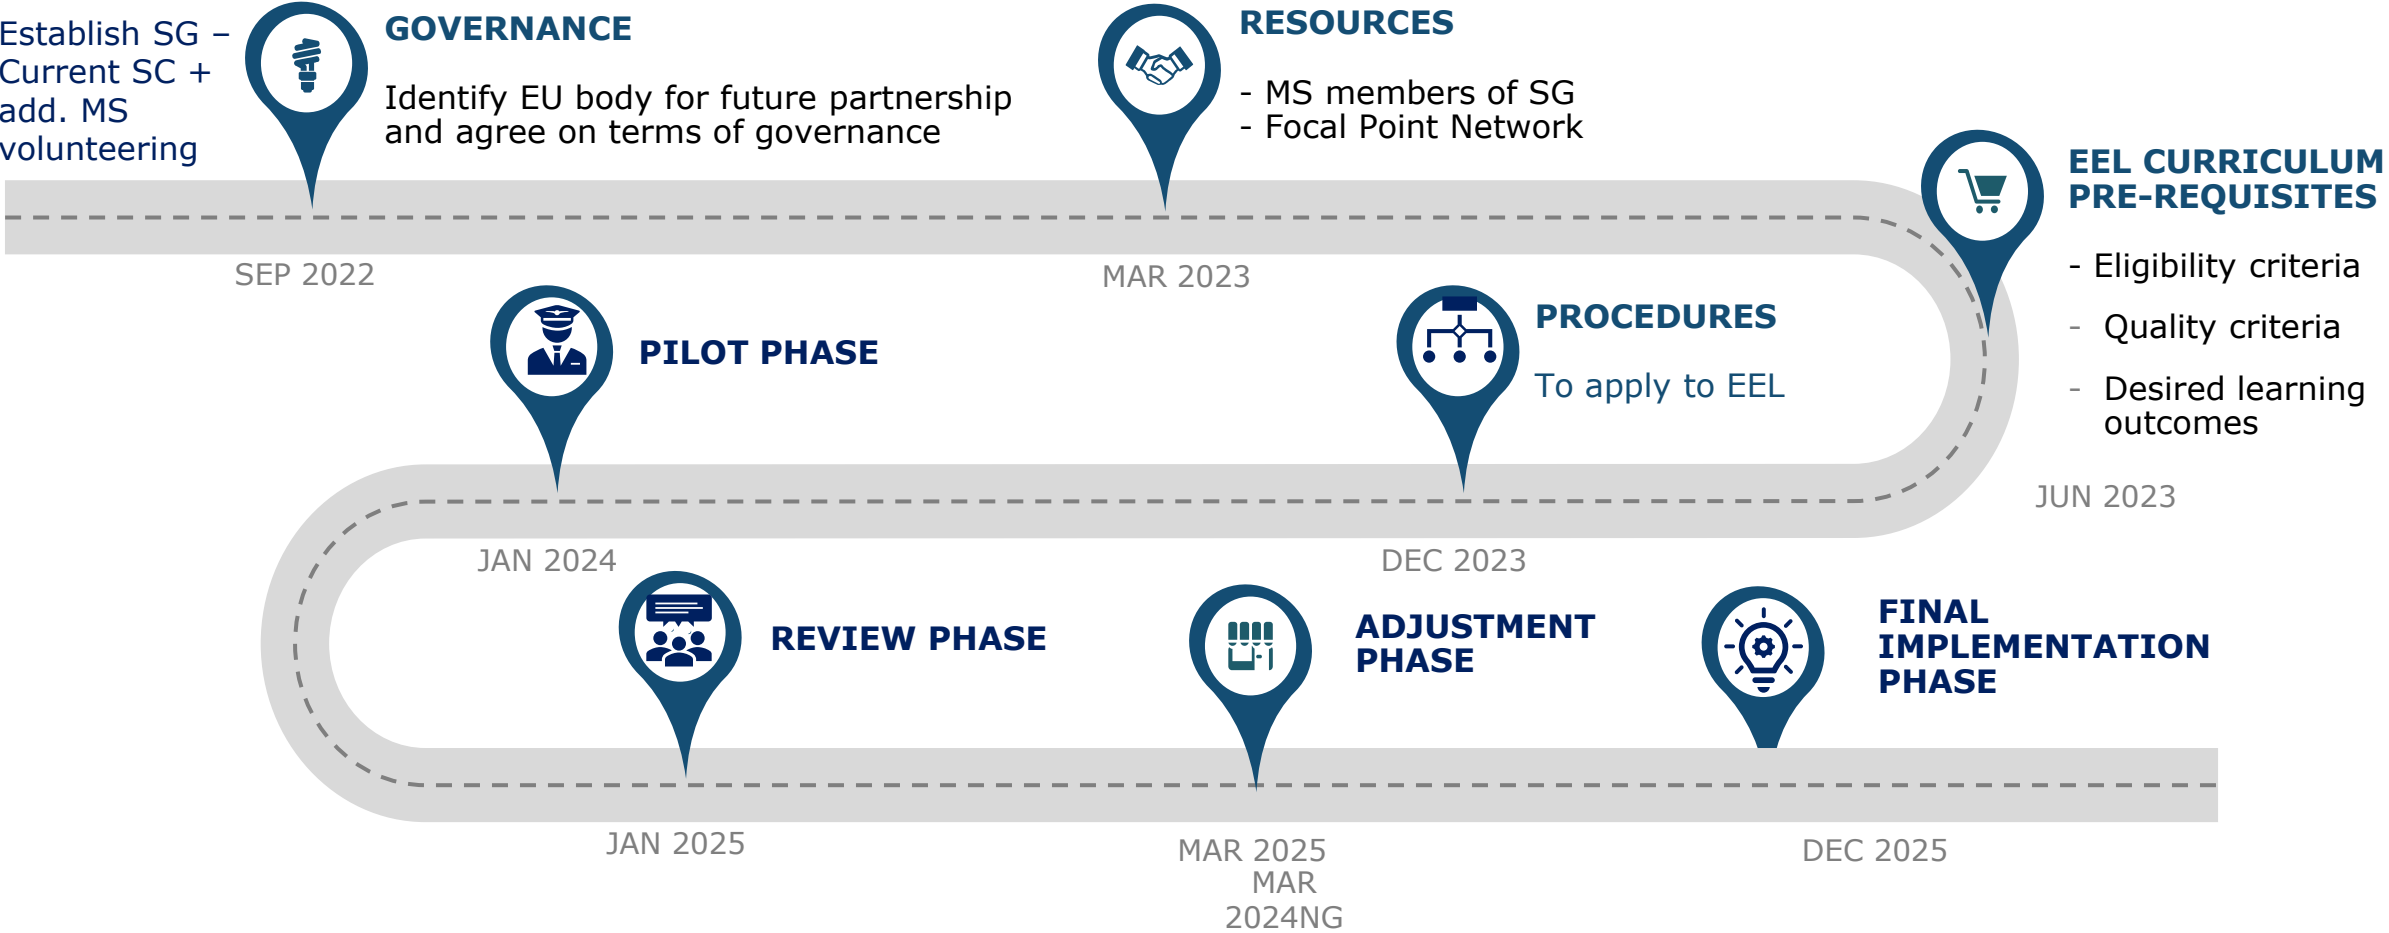 Establish SG –
Current SC +
add. MS
volunteering
GOVERNANCE
Identify EU body for future partnership
and agree on terms of governance
RESOURCES
- MS members of SG
- Focal Point Network
EEL CURRICULUM
PRE-REQUISITES
- Eligibility criteria
- Quality criteria
- Desired learning
outcomes
SEP 2022
MAR 2023
JUN 2023
PROCEDURES
To apply to EEL
PILOT PHASE
DEC 2023
JAN 2024
REVIEW PHASE
ADJUSTMENT
PHASE
FINAL
IMPLEMENTATION
PHASE
JAN 2025
MAR 2025
MAR
2024NG
DEC 2025